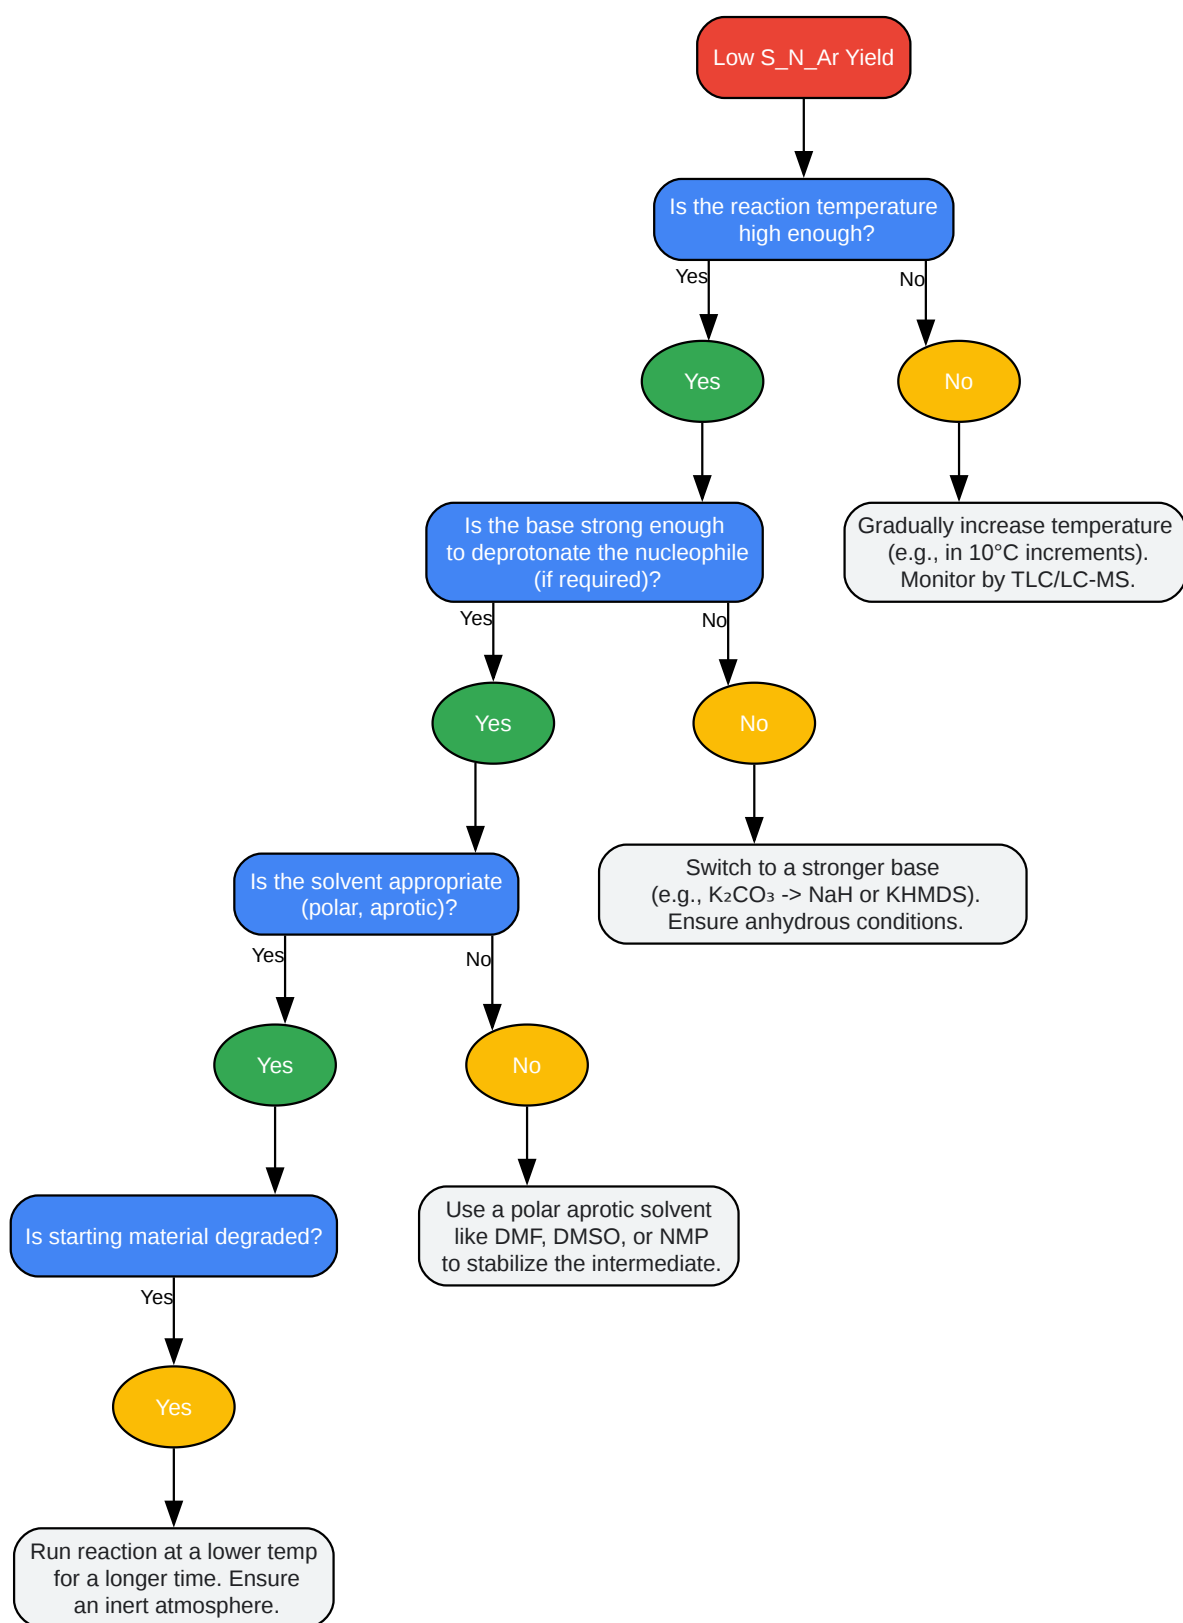 Low S_N_Ar Yield
Is the reaction temperature
high enough?
Yes
No
Yes
No
Is the base strong enough
to deprotonate the nucleophile
(if required)?
Gradually increase temperature
(e.g., in 10°C increments).
Monitor by TLC/LC-MS.
Yes
No
Yes
No
Is the solvent appropriate
(polar, aprotic)?
Switch to a stronger base
(e.g., K₂CO₃ -> NaH or KHMDS).
Ensure anhydrous conditions.
Yes
No
Yes
No
Is starting material degraded?
Use a polar aprotic solvent
like DMF, DMSO, or NMP
to stabilize the intermediate.
Yes
Yes
Run reaction at a lower temp
for a longer time. Ensure
an inert atmosphere.